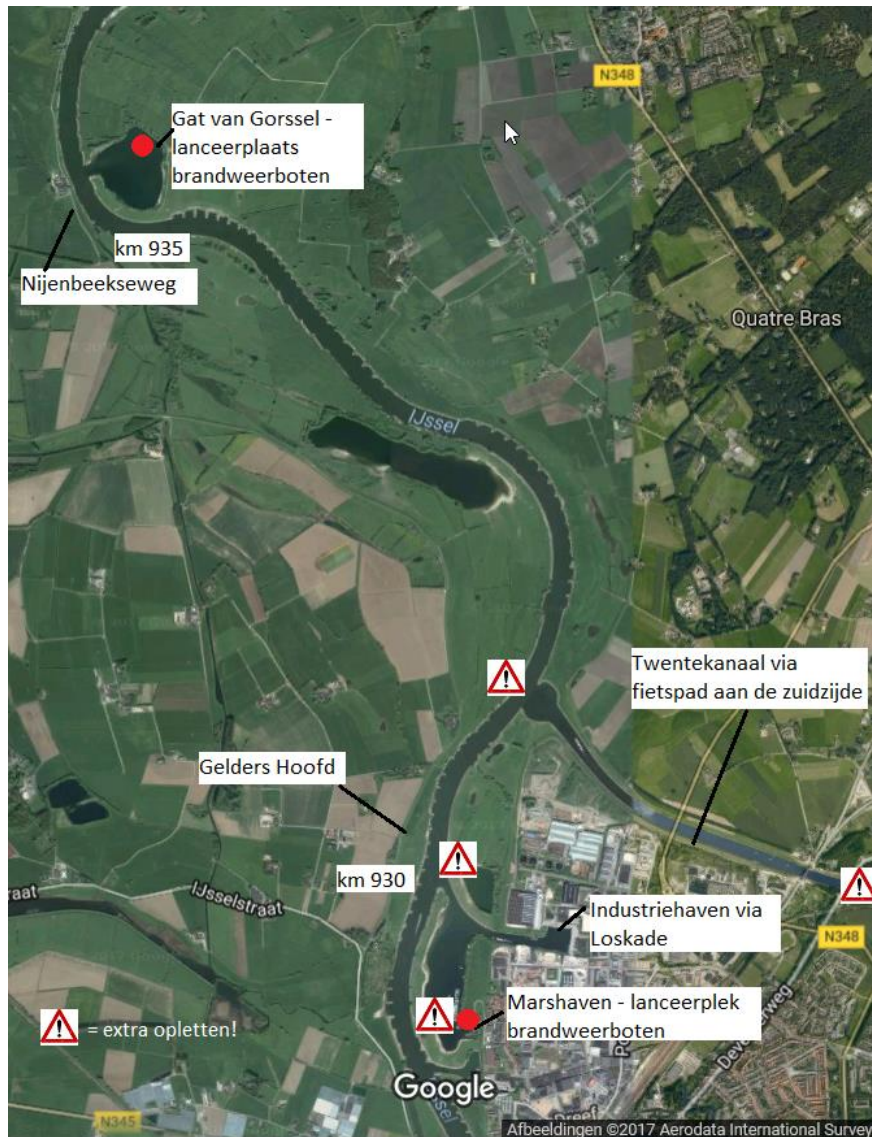 N348
Gat van Gorssel -
lanceerplaats
brandweerboten
km 935
Nijenbeekseweg
Quatre Bras
IJssel
Twentekanaal via
fietspad aan de zuidzijde
Gelders Hoofd
km 930
raat
IJsselstraat
Industriehaven via
Loskade
N348
Marshaven - lanceerplek
brandweerboten
= extra opletten!
Google
N345
Dreef
Afbeeldingen ©2017 Aerodata International Survey